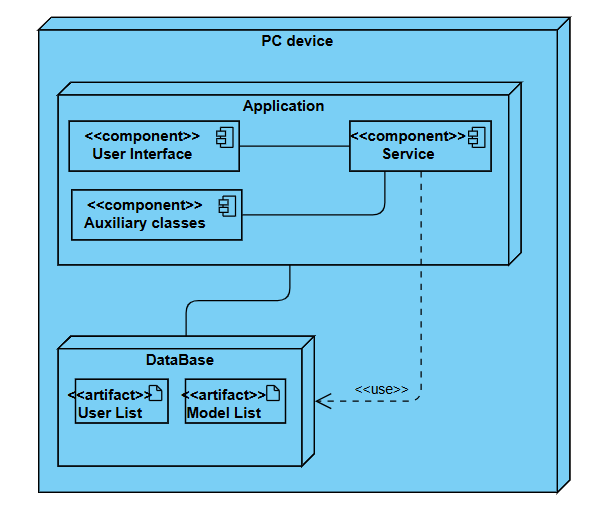 PC device
Application
<<component>>
User Interface
<<component>>
Service
<<component>>
Auxiliary classes
DataBase
<<artifact>>
User List
<<artifact>>
Model List
<<use>>